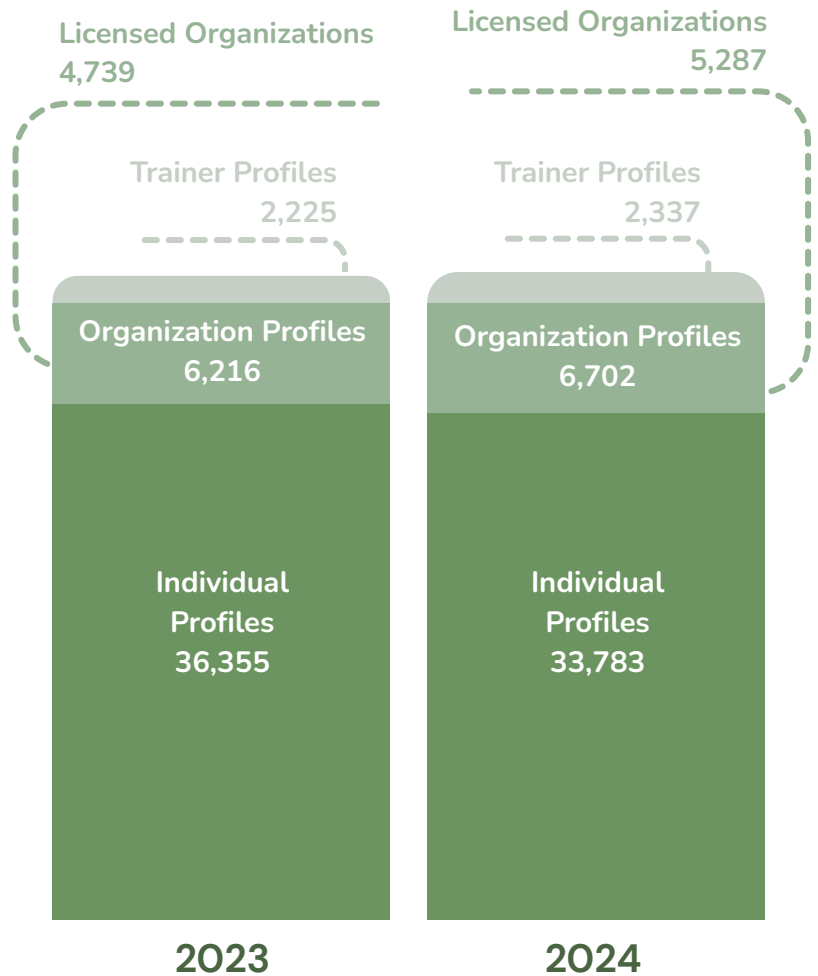 Licensed Organizations
4,739
Trainer Profiles
2,225
Organization Profiles
6,216
Individual
Profiles
36,355
2023
Licensed Organizations
5,287
Trainer Profiles
2,337
Organization Profiles
6,702
Individual
Profiles
33,783
2024